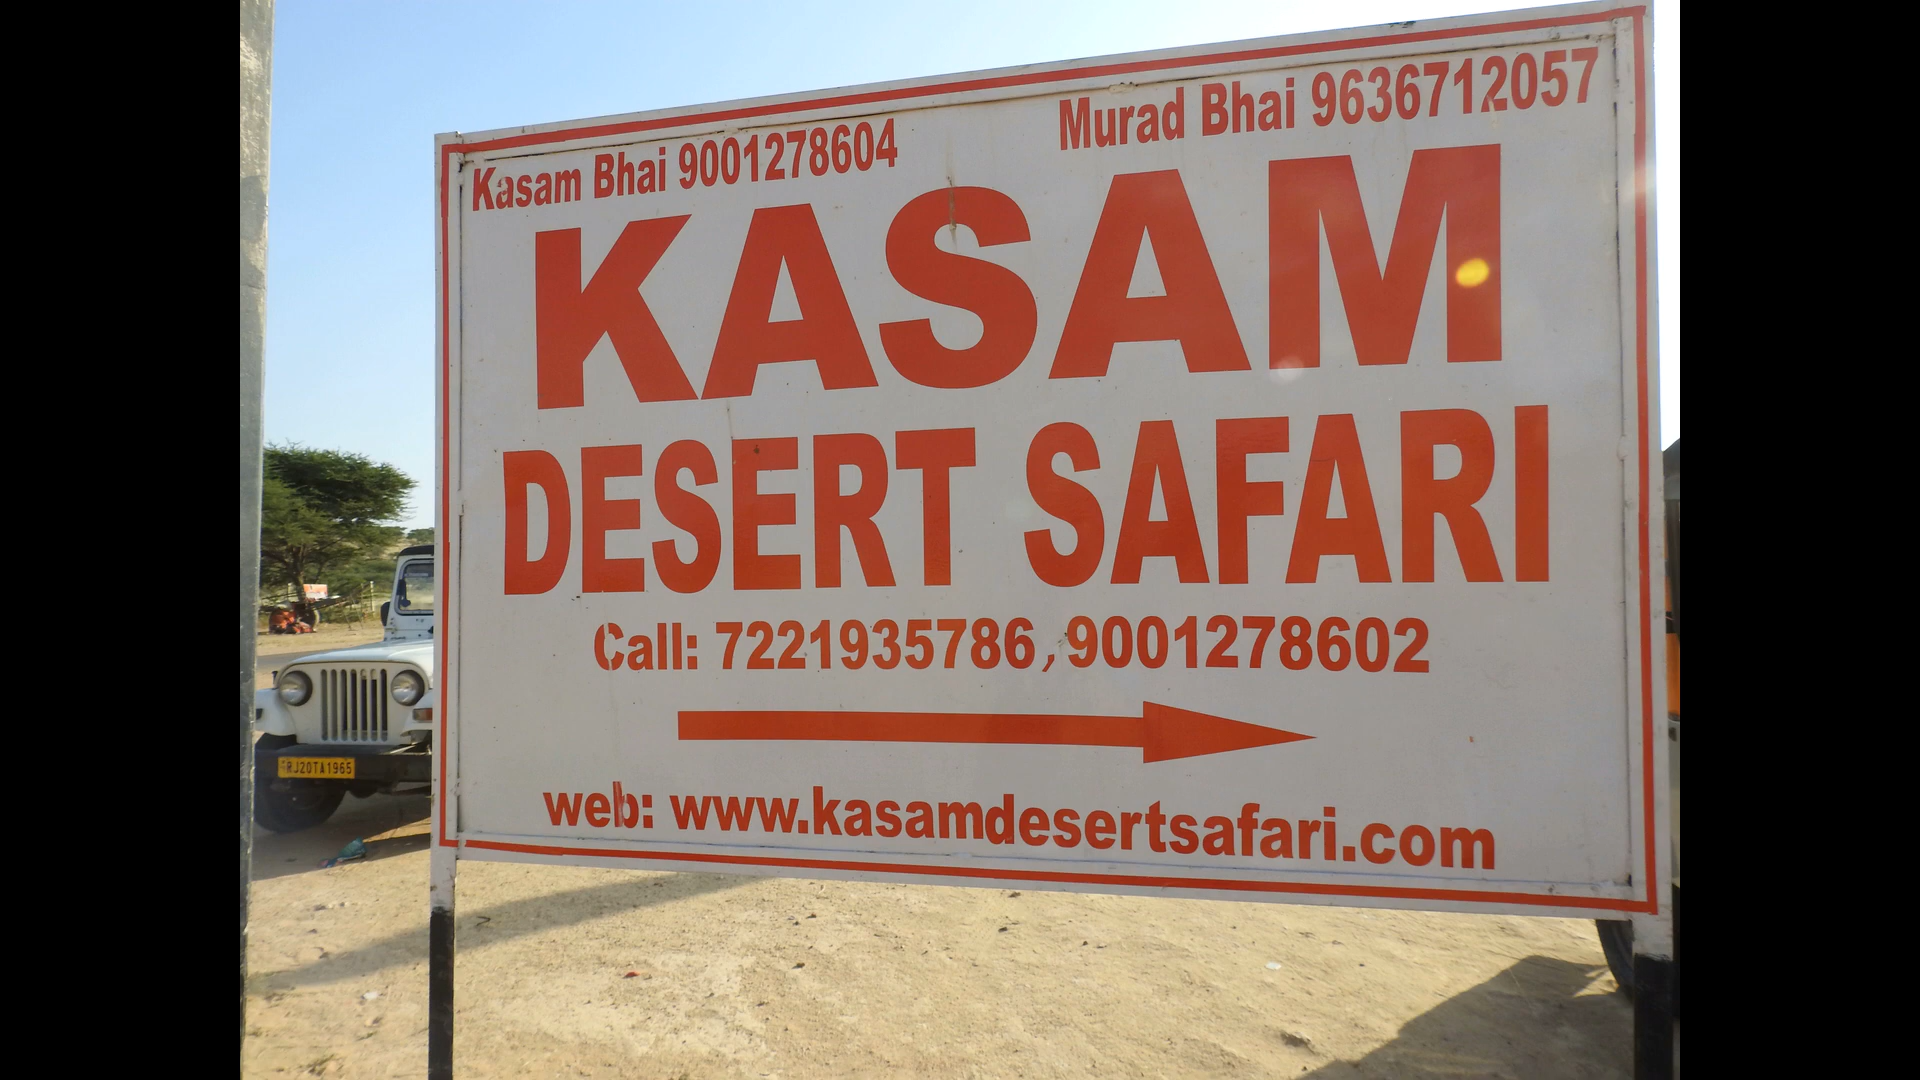 Kasam Bhai 9001278604
Murad Bhai 9636712057
KASAM
DESERT SAFARI
Call: 7221935786, 9001278602
web: www.kasamdesertsafari.com
RJ20TA1965